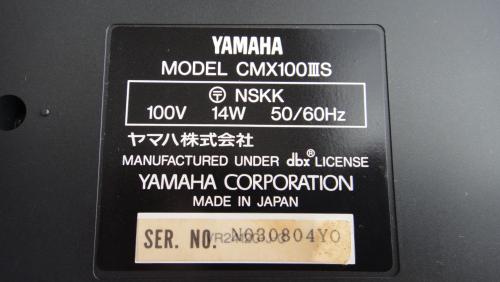 YAMAHA
MODEL CMX100ⅢS
〶 NSKK
100V 14W 50/60Hz
ヤマハ株式会社
MANUFACTURED UNDER dbx® LICENSE
YAMAHA CORPORATION
MADE IN JAPAN
SER. NO. N030804YO